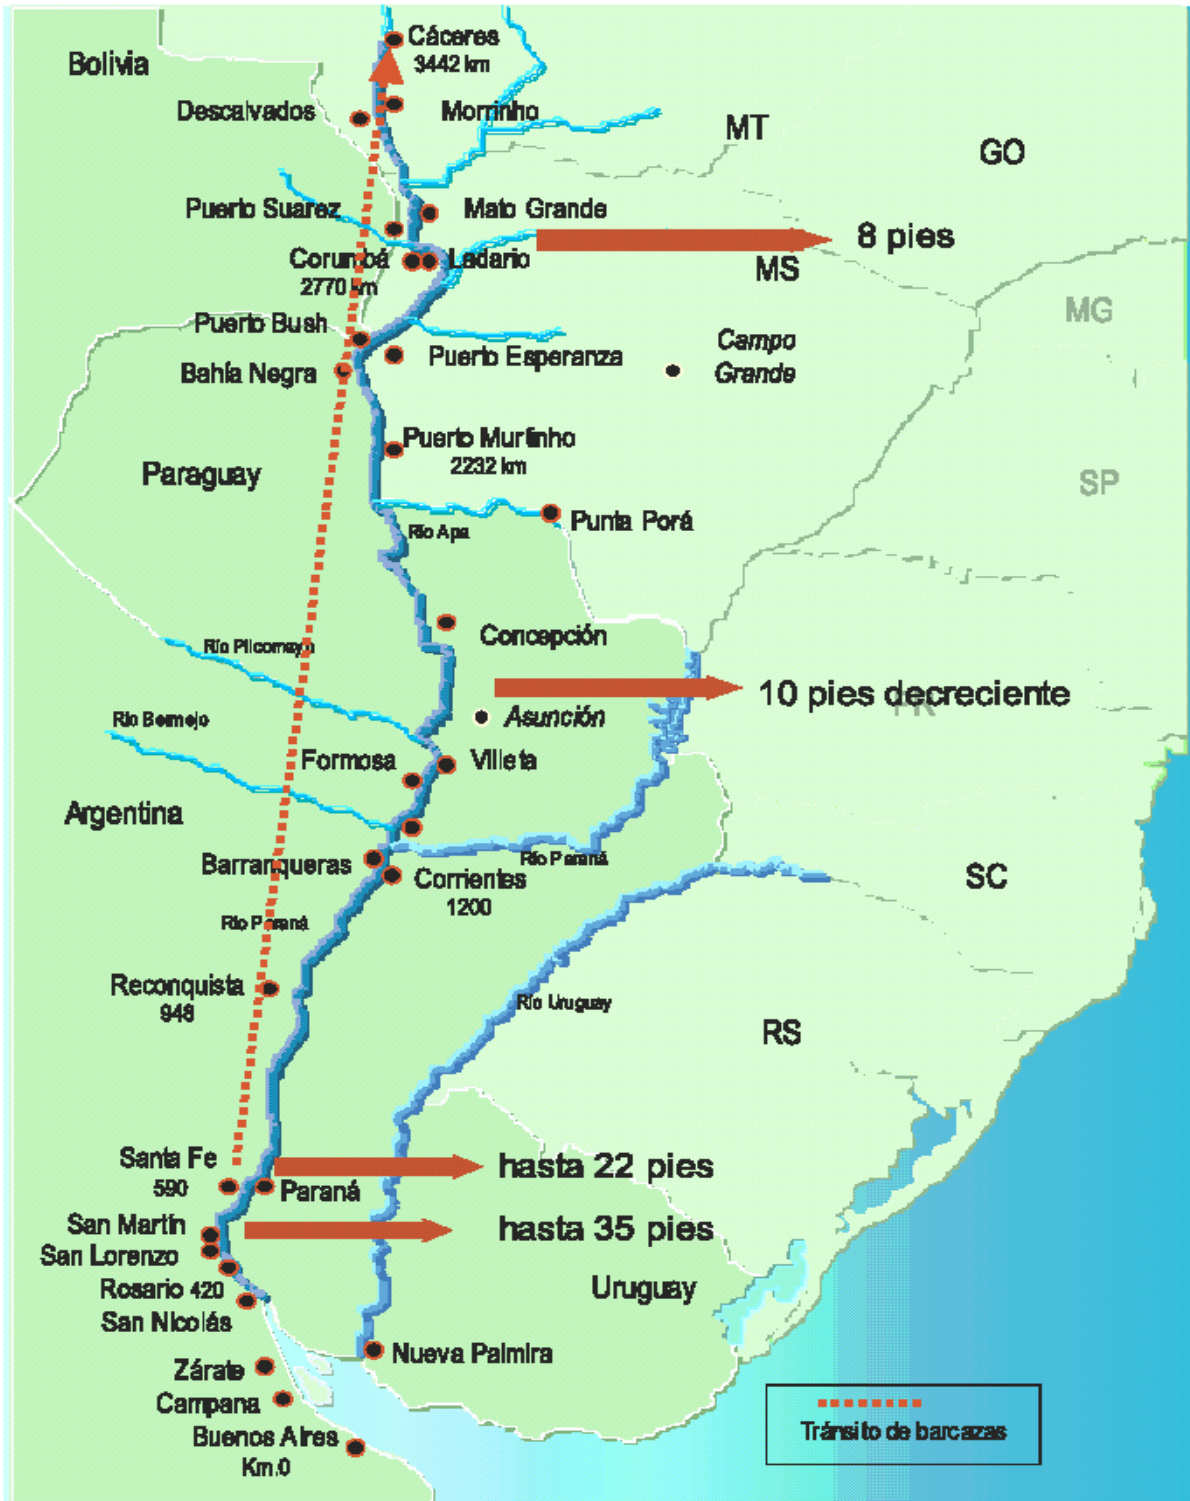 Cáceres
3442 km
Bolivia
Descalvados
Morrinho
MT
GO
Puerto Suarez
Mato Grande
8 pies
Corumbá
Ladario
2770 km
MS
MG
Puerto Bush
Campo
Grande
Puerto Esperanza
Bahía Negra
Puerto Murtinho
2232 km
Paraguay
SP
Río Apa
Punta Porá
Concepción
Río Pilcomayo
10 pies decreciente
PR
Asunción
Río Bermejo
Formosa
Villeta
Argentina
Barranqueras
Río Paraná
Corrientes
1200
SC
Río Paraná
Reconquista
948
Río Uruguay
RS
Santa Fe
590
Paraná
hasta 22 pies
San Martín
hasta 35 pies
San Lorenzo
Rosario 420
Uruguay
San Nicolás
Nueva Palmira
Zárate
Campana
Buenos Aires
Km.0
Tránsito de barcazas